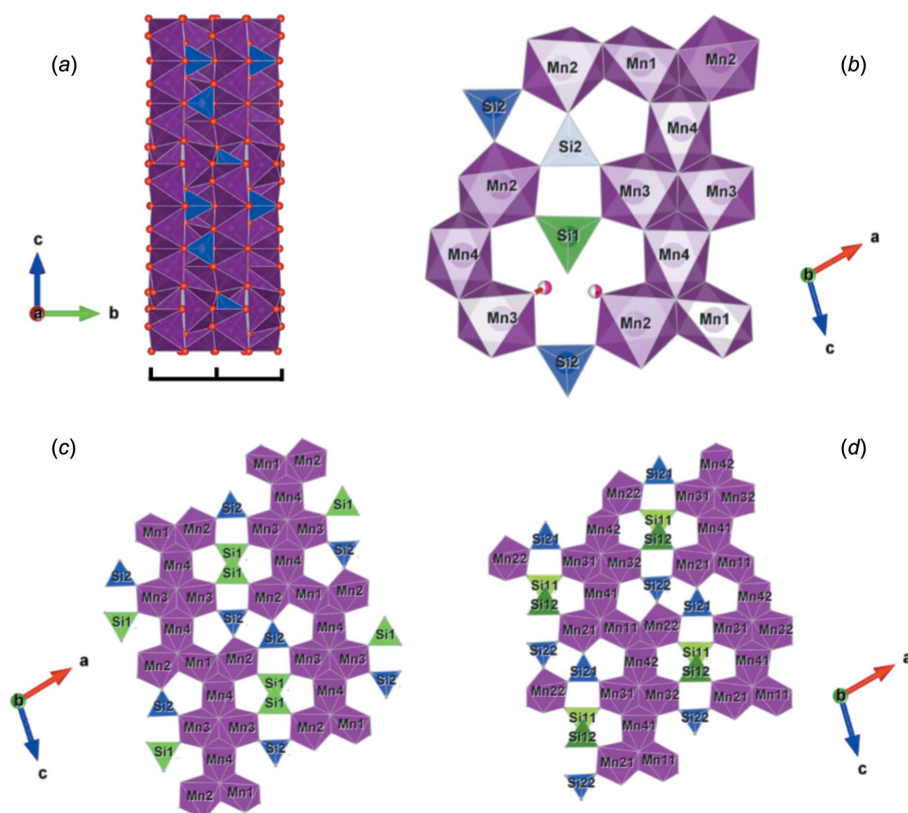 (a)
c
a
b
(b)
Mn2 Mn1 Mn2
Si2
Mn4
Si2
Mn2 Mn3 Mn3
Si1
Mn4 Mn4
Mn3 Mn2 Mn1
Si2
a
b
c
(c)
Mn1 Mn2
Mn4
Si2 Si1
Mn1 Mn2 Mn3 Mn3
Si1 Si2
Mn4 Si1 Mn4
Si2
Mn3 Mn3 Mn2 Mn1 Mn2
Si1 Si2
Mn4 Si2 Mn4 Si1
Mn2 Mn1 Mn2 Mn3 Mn3
Si1 Si2
Si2 Mn4 Si1 Mn4
Mn3 Mn3 Mn2 Mn1
Si1 Si2
Mn4
Mn2 Mn1
a
b
c
(d)
Mn42
Si21
Mn22 Mn31 Mn32
Si11
Mn42 Si12 Mn41
Si21
Mn22 Mn31 Mn32 Mn21 Mn11
Si11 Si22
Si12 Mn41 Si21 Mn42
Mn21 Mn11 Mn22 Mn31 Mn32
Si22 Si11
Si21 Mn42 Si12 Mn41
Mn22 Mn31 Mn32 Mn21 Mn11
Si11 Si22
Si12 Mn41
Mn21 Mn11
Si22
a
b
c